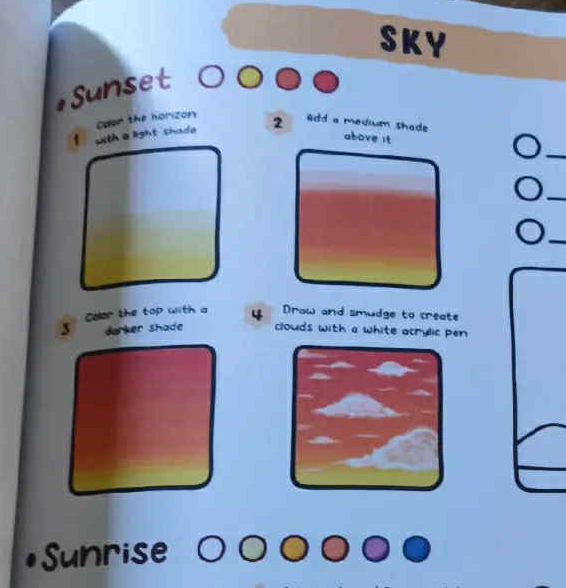 SKY
• Sunset
1 Color the horizon
with a light shade
2 Add a medium shade
above it
3 Color the top with a
darker shade
4 Draw and smudge to create
clouds with a white acrylic pen
• Sunrise